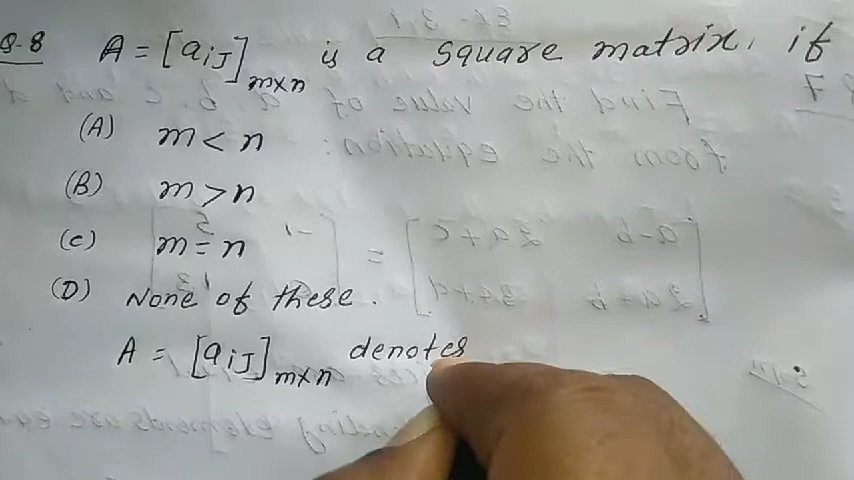 Q-8 A = [aij]m×n is a square matrix, if
(A) m < n
(B) m > n
(C) m = n
(D) None of these.
A = [aij]m×n denotes